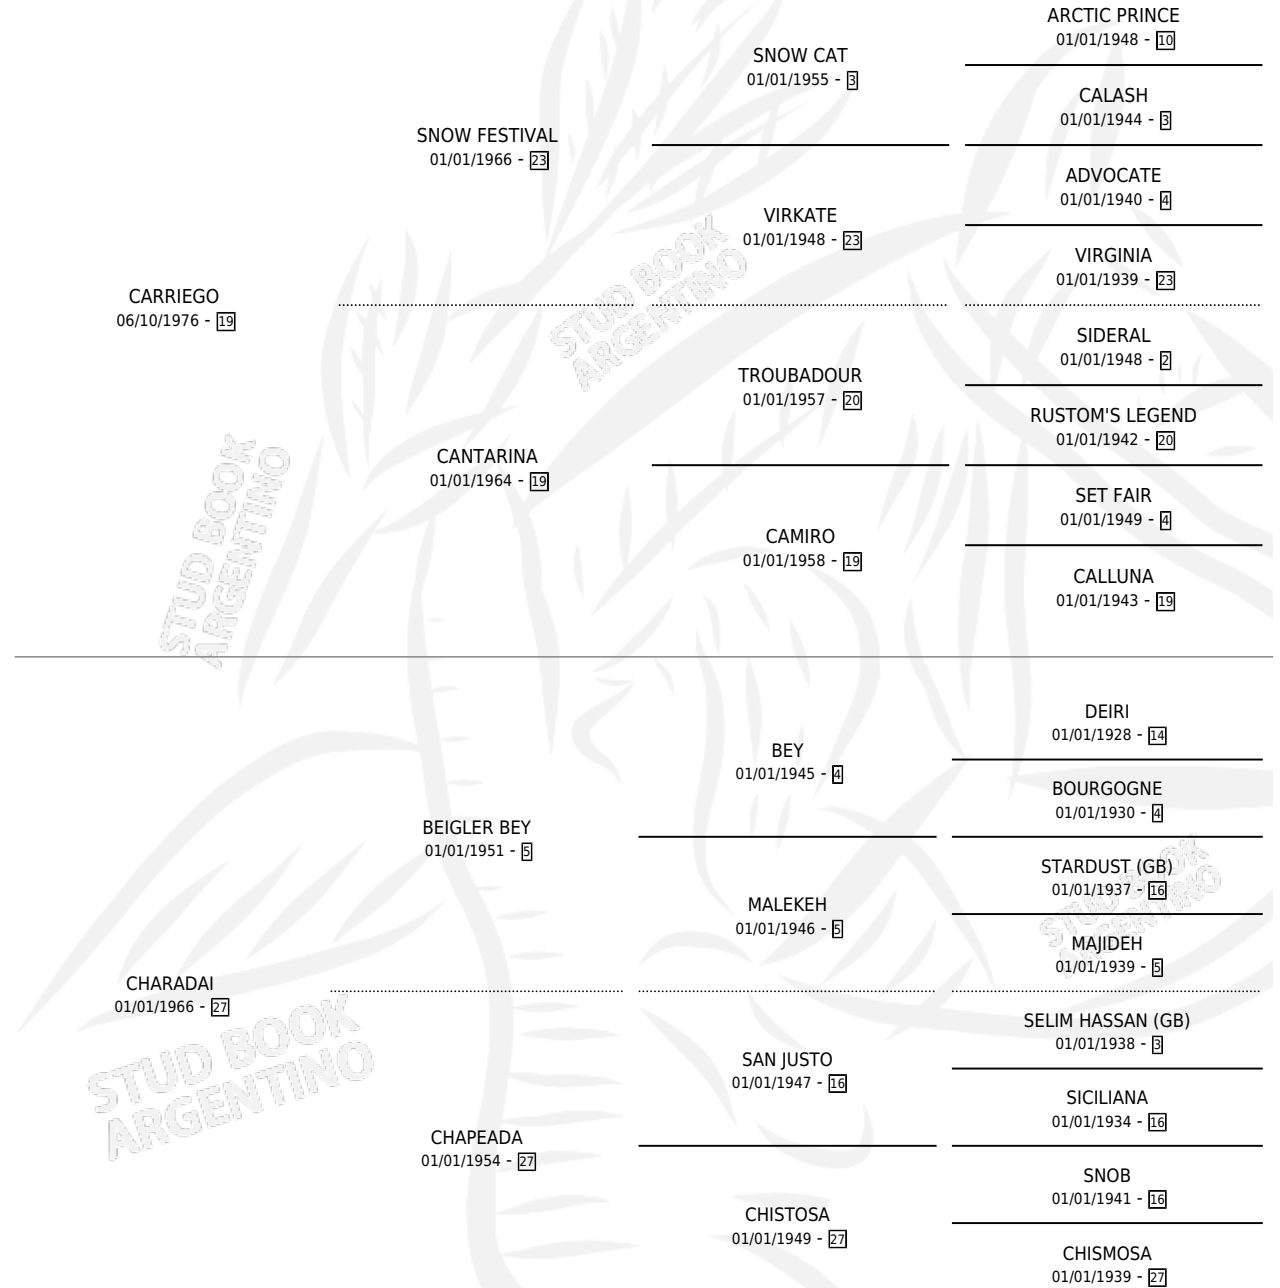 ARCTIC PRINCE
01/01/1948 - 10
SNOW CAT
01/01/1955 - 3
CALASH
01/01/1944 - 3
SNOW FESTIVAL
01/01/1966 - 23
ADVOCATE
01/01/1940 - 4
VIRKATE
01/01/1948 - 23
VIRGINIA
01/01/1939 - 23
CARRIEGO
06/10/1976 - 19
SIDERAL
01/01/1948 - 2
TROUBADOUR
01/01/1957 - 20
RUSTOM'S LEGEND
01/01/1942 - 20
CANTARINA
01/01/1964 - 19
SET FAIR
01/01/1949 - 4
CAMIRO
01/01/1958 - 19
CALLUNA
01/01/1943 - 19
DEIRI
01/01/1928 - 14
BEY
01/01/1945 - 4
BOURGOGNE
01/01/1930 - 4
BEIGLER BEY
01/01/1951 - 5
STARDUST (GB)
01/01/1937 - 16
MALEKEH
01/01/1946 - 5
MAJIDEH
01/01/1939 - 5
CHARADAI
01/01/1966 - 27
SELIM HASSAN (GB)
01/01/1938 - 3
SAN JUSTO
01/01/1947 - 16
SICILIANA
01/01/1934 - 16
CHAPEADA
01/01/1954 - 27
SNOB
01/01/1941 - 16
CHISTOSA
01/01/1949 - 27
CHISMOSA
01/01/1939 - 27
STUD BOOK
ARGENTINO
STUD BOOK
ARGENTINO
STUD BOOK
ARGENTINO
STUD BOOK
ARGENTINO